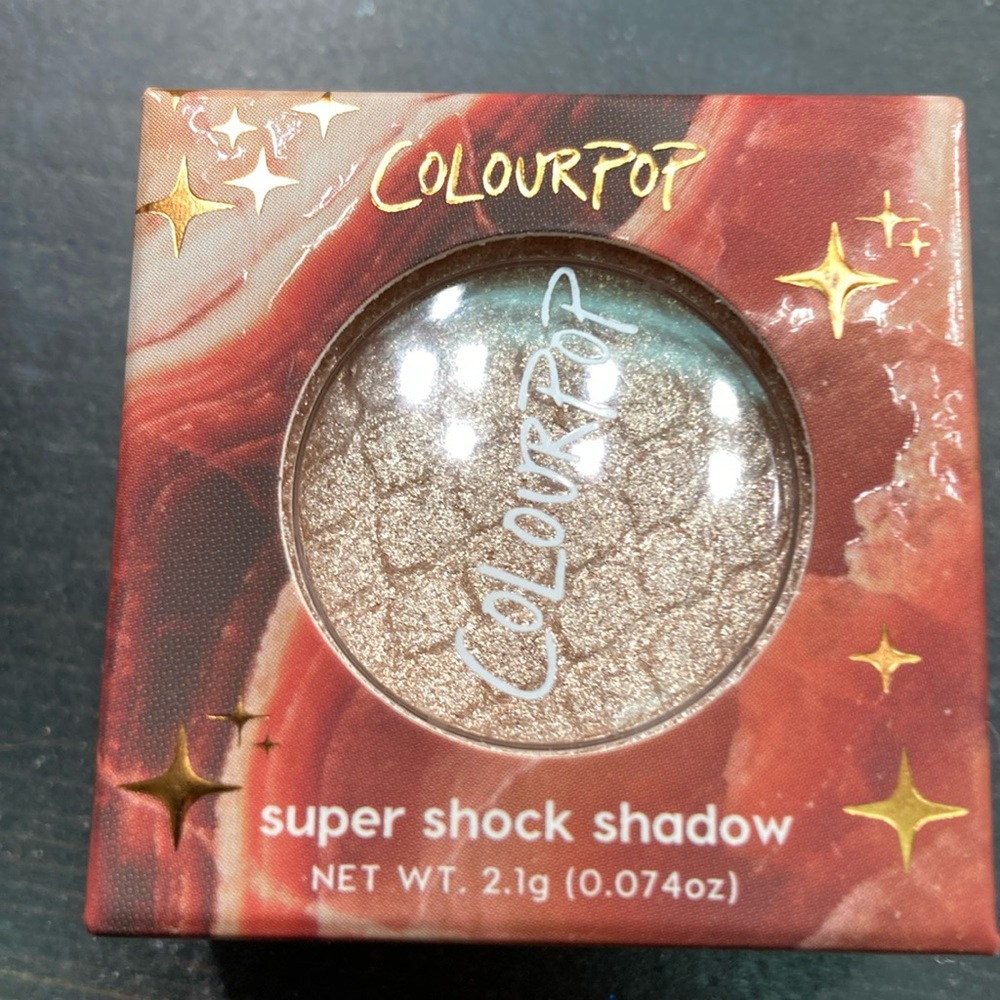 COLOURPOP
COLOURPOP
super shock shadow
NET WT. 2.1g (0.074oz)